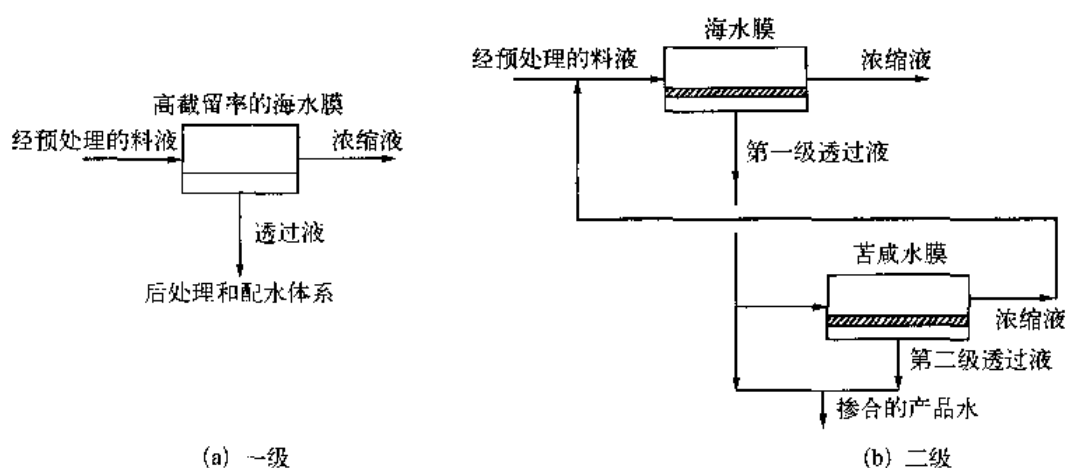 高截留率的海水膜
经预处理的料液
浓缩液
透过液
后处理和配水体系
(a) 一级
海水膜
经预处理的料液
浓缩液
第一级透过液
苦咸水膜
浓缩液
第二级透过液
掺合的产品水
(b) 二级